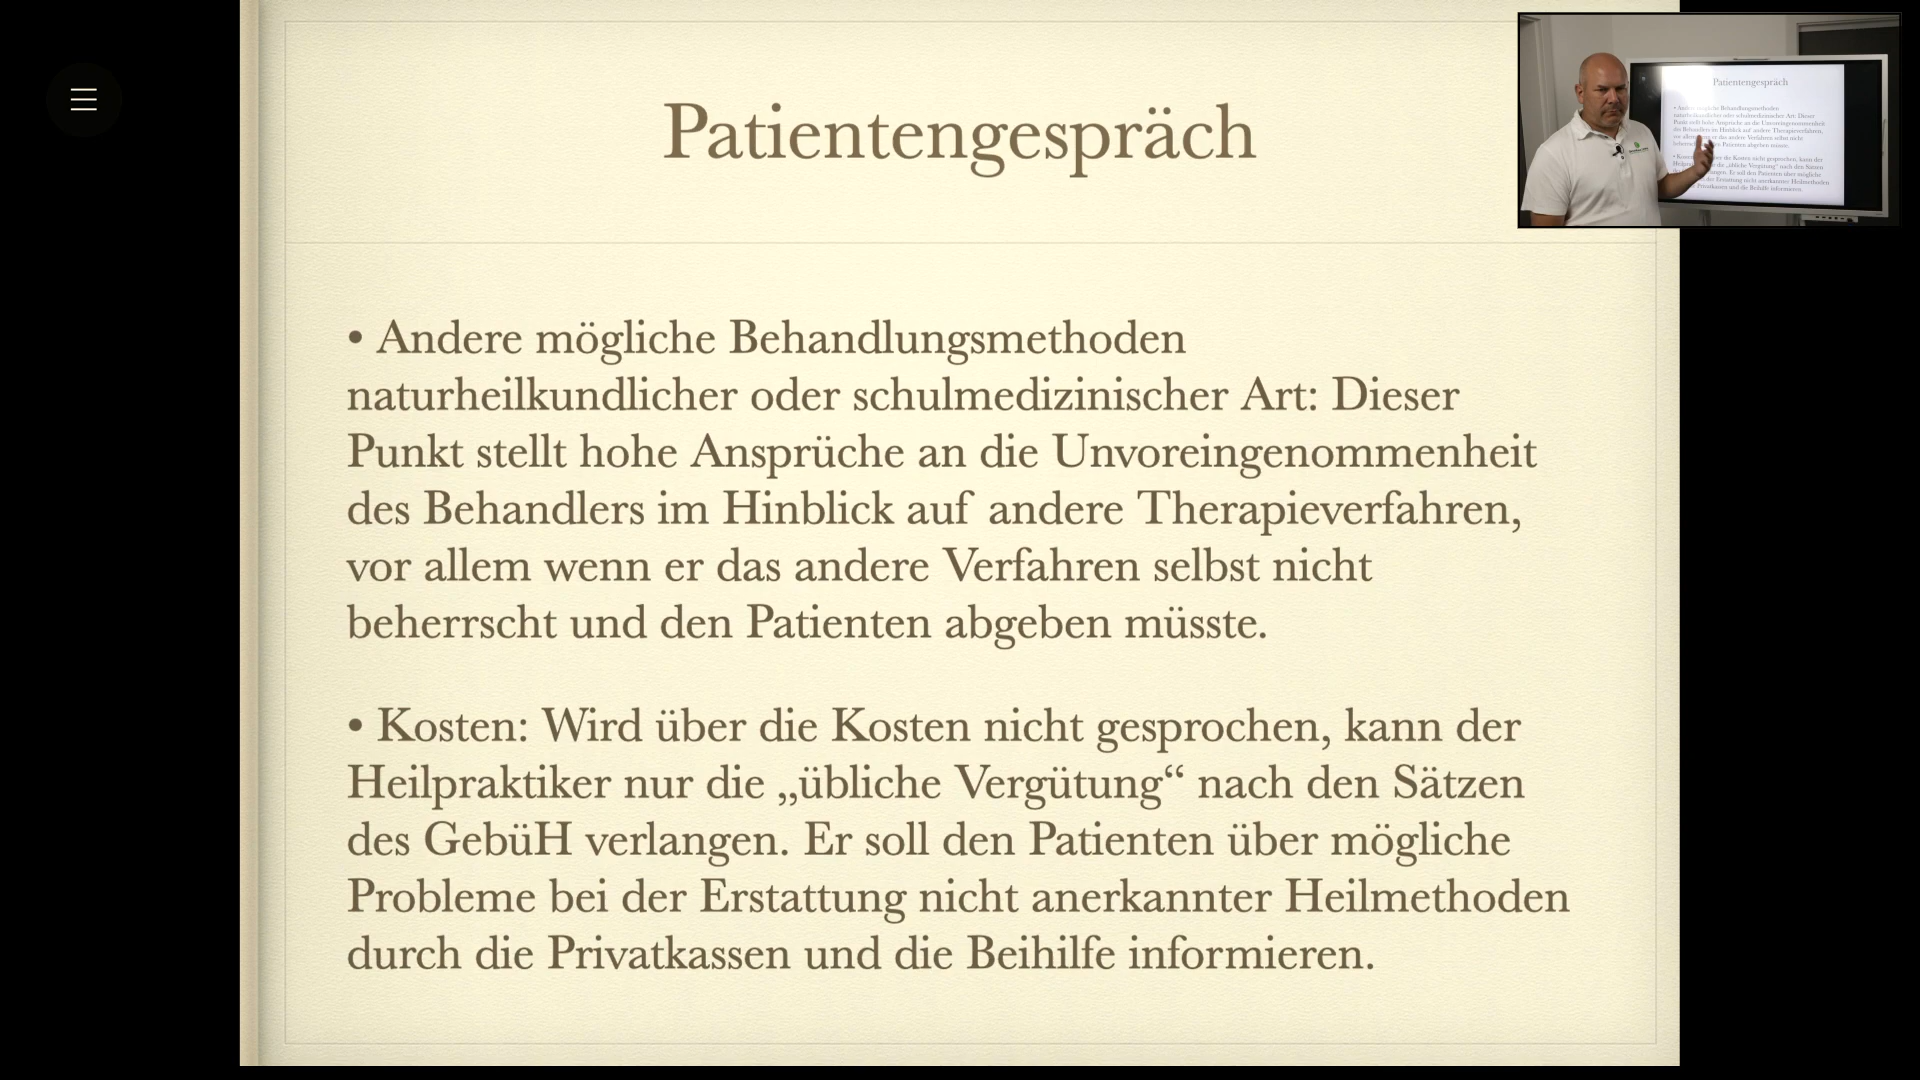 Patientengespräch
• Andere mögliche Behandlungsmethoden
naturheilkundlicher oder schulmedizinischer Art: Dieser
Punkt stellt hohe Ansprüche an die Unvoreingenommenheit
des Behandlers im Hinblick auf andere Therapieverfahren,
vor allem wenn er das andere Verfahren selbst nicht
beherrscht und den Patienten abgeben müsste.
• Kosten: Wird über die Kosten nicht gesprochen, kann der
Heilpraktiker nur die „übliche Vergütung“ nach den Sätzen
des GebüH verlangen. Er soll den Patienten über mögliche
Probleme bei der Erstattung nicht anerkannter Heilmethoden
durch die Privatkassen und die Beihilfe informieren.
Patientengespräch